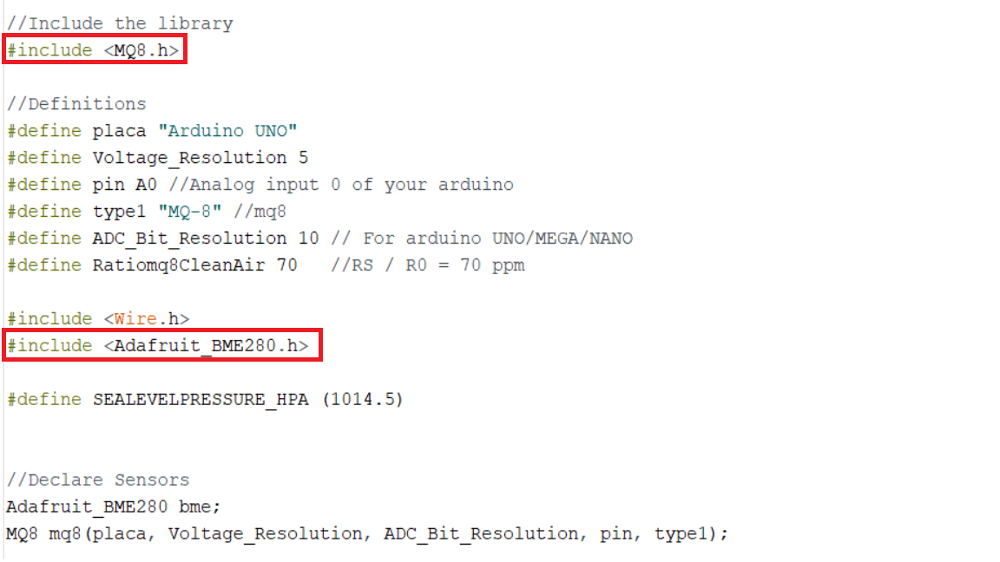 //Include the library
#include <MQ8.h>
//Definitions
#define placa "Arduino UNO"
#define Voltage_Resolution 5
#define pin A0 //Analog input 0 of your arduino
#define type1 "MQ-8" //mq8
#define ADC_Bit_Resolution 10 // For arduino UNO/MEGA/NANO
#define Ratiomq8CleanAir 70   //RS / R0 = 70 ppm
#include <Wire.h>
#include <Adafruit_BME280.h>
#define SEALEVELPRESSURE_HPA (1014.5)
//Declare Sensors
Adafruit_BME280 bme;
MQ8 mq8(placa, Voltage_Resolution, ADC_Bit_Resolution, pin, type1);